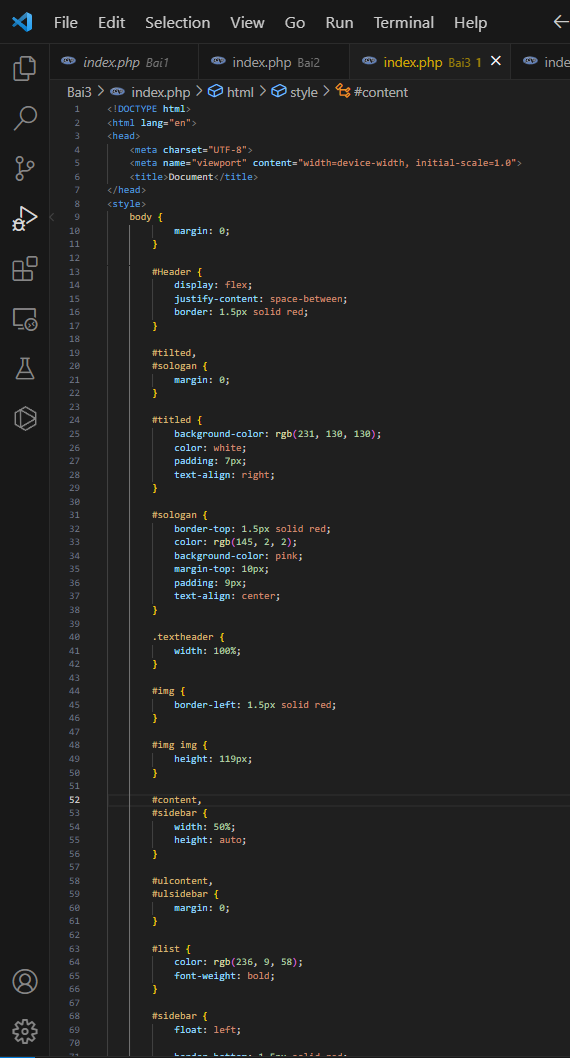 File Edit Selection View Go Run Terminal Help
index.php Bai1 index.php Bai2 index.php Bai3 1 inde
Bai3 > index.php > html > style > #content
1 <!DOCTYPE html>
2 <html lang="en">
3 <head>
4 <meta charset="UTF-8">
5 <meta name="viewport" content="width=device-width, initial-scale=1.0">
6 <title>Document</title>
7 </head>
8 <style>
9 body {
10 margin: 0;
11 }
12
13 #Header {
14 display: flex;
15 justify-content: space-between;
16 border: 1.5px solid red;
17 }
18
19 #tilted,
20 #sologan {
21 margin: 0;
22 }
23
24 #titled {
25 background-color: rgb(231, 130, 130);
26 color: white;
27 padding: 7px;
28 text-align: right;
29 }
30
31 #sologan {
32 border-top: 1.5px solid red;
33 color: rgb(145, 2, 2);
34 background-color: pink;
35 margin-top: 10px;
36 padding: 9px;
37 text-align: center;
38 }
39
40 .textheader {
41 width: 100%;
42 }
43
44 #img {
45 border-left: 1.5px solid red;
46 }
47
48 #img img {
49 height: 119px;
50 }
51
52 #content,
53 #sidebar {
54 width: 50%;
55 height: auto;
56 }
57
58 #ulcontent,
59 #ulsidebar {
60 margin: 0;
61 }
62
63 #list {
64 color: rgb(236, 9, 58);
65 font-weight: bold;
66 }
67
68 #sidebar {
69 float: left;
70
71 border-bottom: 1.5px solid red;